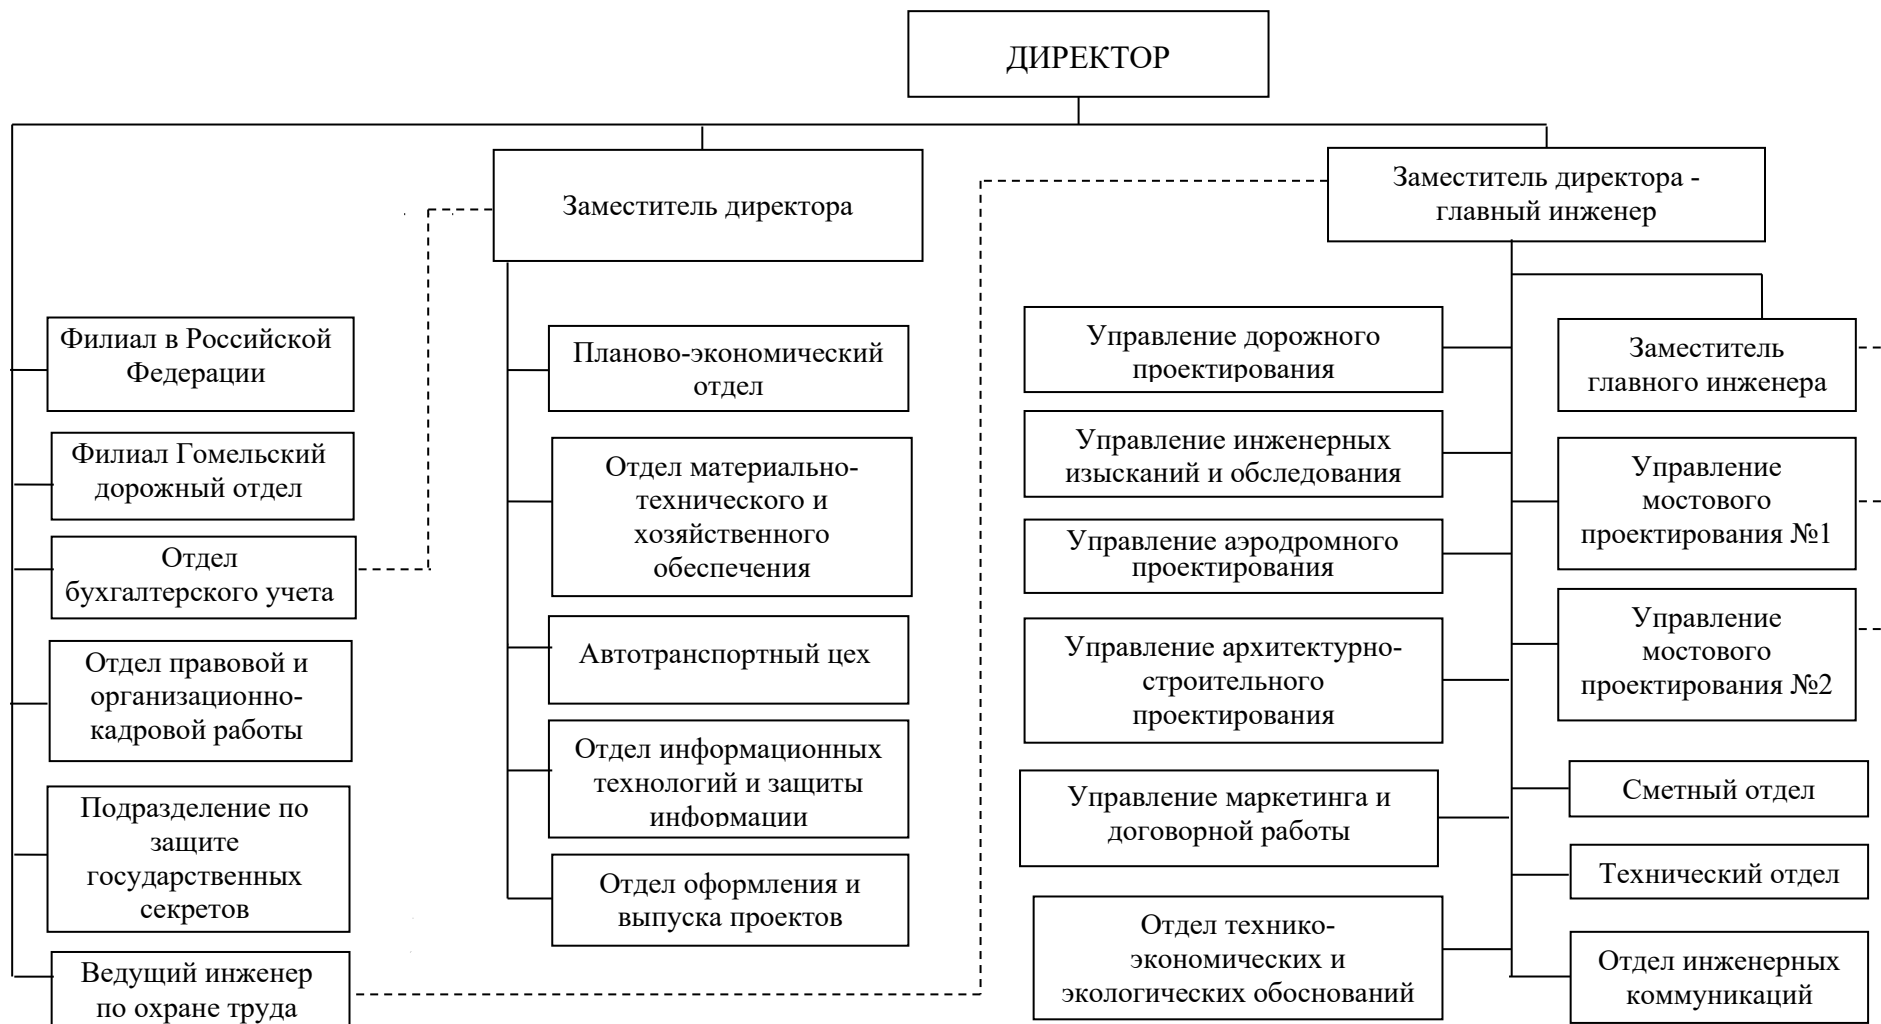 ДИРЕКТОР
Заместитель директора
Заместитель директора -
главный инженер
Филиал в Российской
Федерации
Филиал Гомельский
дорожный отдел
Отдел
бухгалтерского учета
Отдел правовой и
организационно-
кадровой работы
Подразделение по
защите
государственных
секретов
Ведущий инженер
по охране труда
Планово-экономический
отдел
Отдел материально-
технического и
хозяйственного
обеспечения
Автотранспортный цех
Отдел информационных
технологий и защиты
информации
Отдел оформления и
выпуска проектов
Управление дорожного
проектирования
Управление инженерных
изысканий и обследования
Управление аэродромного
проектирования
Управление архитектурно-
строительного
проектирования
Управление маркетинга и
договорной работы
Отдел технико-
экономических и
экологических обоснований
Заместитель
главного инженера
Управление
мостового
проектирования №1
Управление
мостового
проектирования №2
Сметный отдел
Технический отдел
Отдел инженерных
коммуникаций